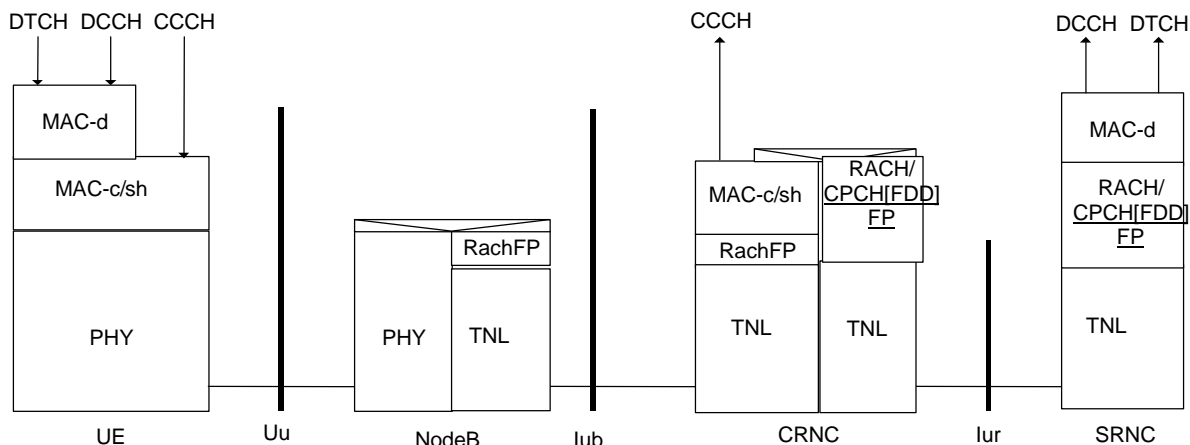 DTCH DCCH CCCH
CCCH
DCCH DTCH
MAC-d
MAC-d
MAC-c/sh
MAC-c/sh
RACH/
CPCH[FDD]
FP
RACH/
CPCH[FDD]
FP
RachFP
RachFP
PHY
PHY
TNL
TNL
TNL
TNL
UE
Uu
NodeB
Iub
CRNC
Iur
SRNC